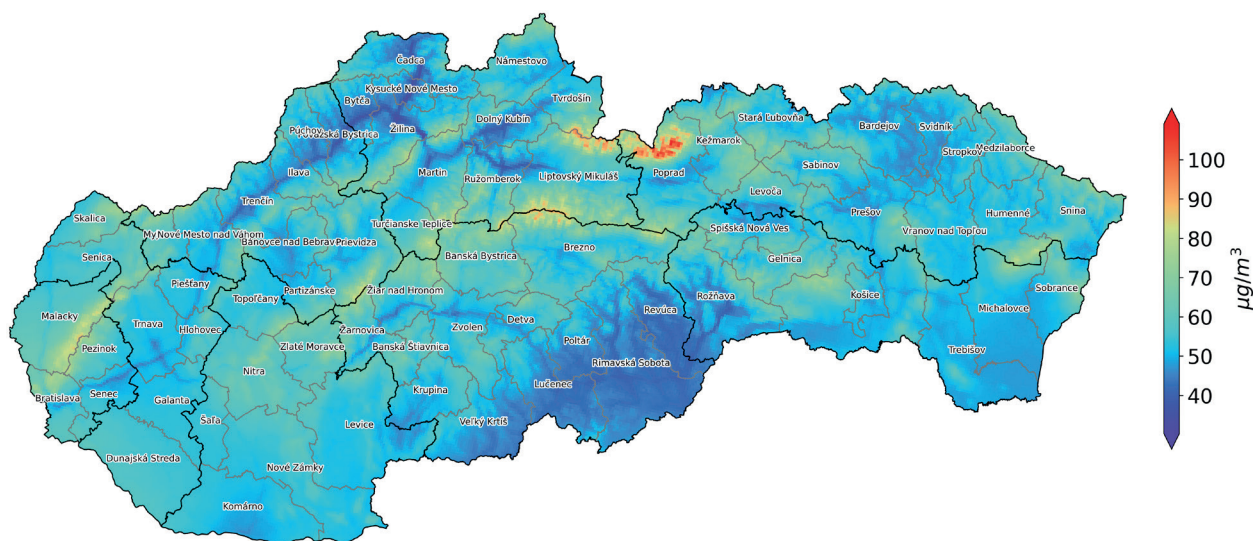 Čadca
Námestovo
Kysucké Nové Mesto
Bytča
Tvrdošín
Dolný Kubín
Stará Ľubovňa
Púchov
Považská Bystrica
Žilina
Kežmarok
Bardejov
Svidník
Stropkov
Medzilaborce
Sabinov
Ilava
Martin
Ružomberok
Liptovský Mikuláš
Poprad
Levoča
Trenčín
Prešov
Humenné
Snina
Skalica
My
Nové Mesto nad Váhom
Bánovce nad Bebrav
Prievidza
Turčianske Teplice
Spišská Nová Ves
Vranov nad Topľou
Senica
Banská Bystrica
Brezno
Gelnica
Piešťany
Topoľčany
Partizánske
Žiar nad Hronom
Rožňava
Košice
Sobrance
Malacky
Trnava
Hlohovec
Žarnovica
Zvolen
Detva
Revúca
Michalovce
Pezinok
Zlaté Moravce
Banská Štiavnica
Poltár
Trebišov
Nitra
Rimavská Sobota
Bratislava
Senec
Galanta
Krupina
Lučenec
Šaľa
Levice
Veľký Krtíš
Dunajská Streda
Nové Zámky
Komárno
100
90
80
70
60
50
40
µg/m³